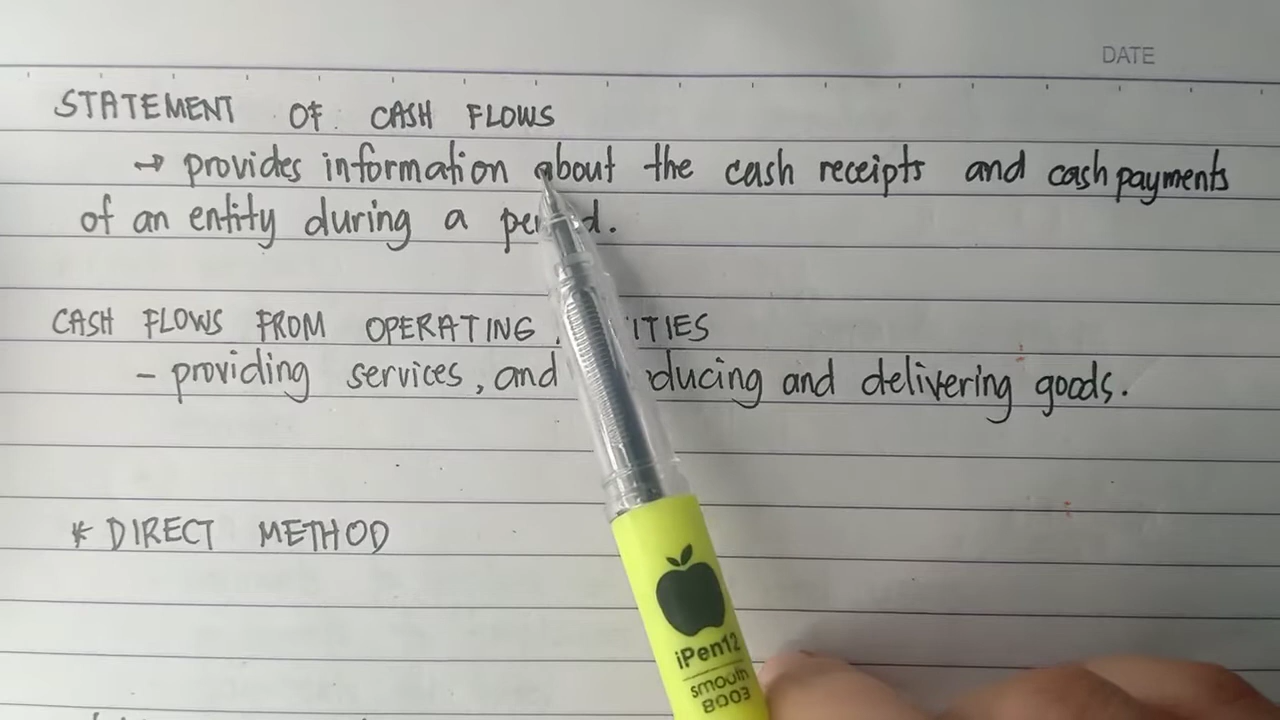 DATE
STATEMENT OF CASH FLOWS
→ provides information about the cash receipts and cash payments
of an entity during a
CASH FLOWS FROM OPERATING
- providing services, and and delivering goods.
* DIRECT METHOD
iPen12
smooth
8003